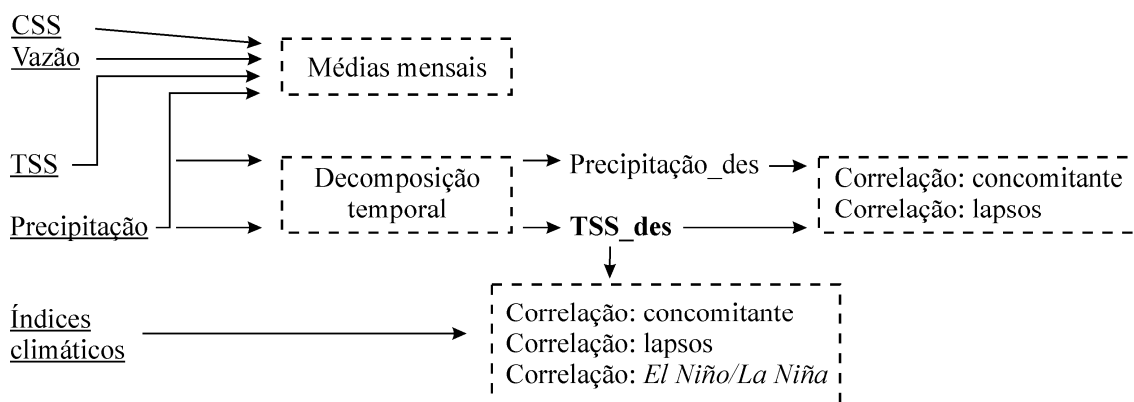 CSS
Vazão
Médias mensais
TSS
Precipitação
Decomposição
temporal
Precipitação_des
TSS_des
Correlação: concomitante
Correlação: lapsos
Índices
climáticos
Correlação: concomitante
Correlação: lapsos
Correlação: El Niño/La Niña